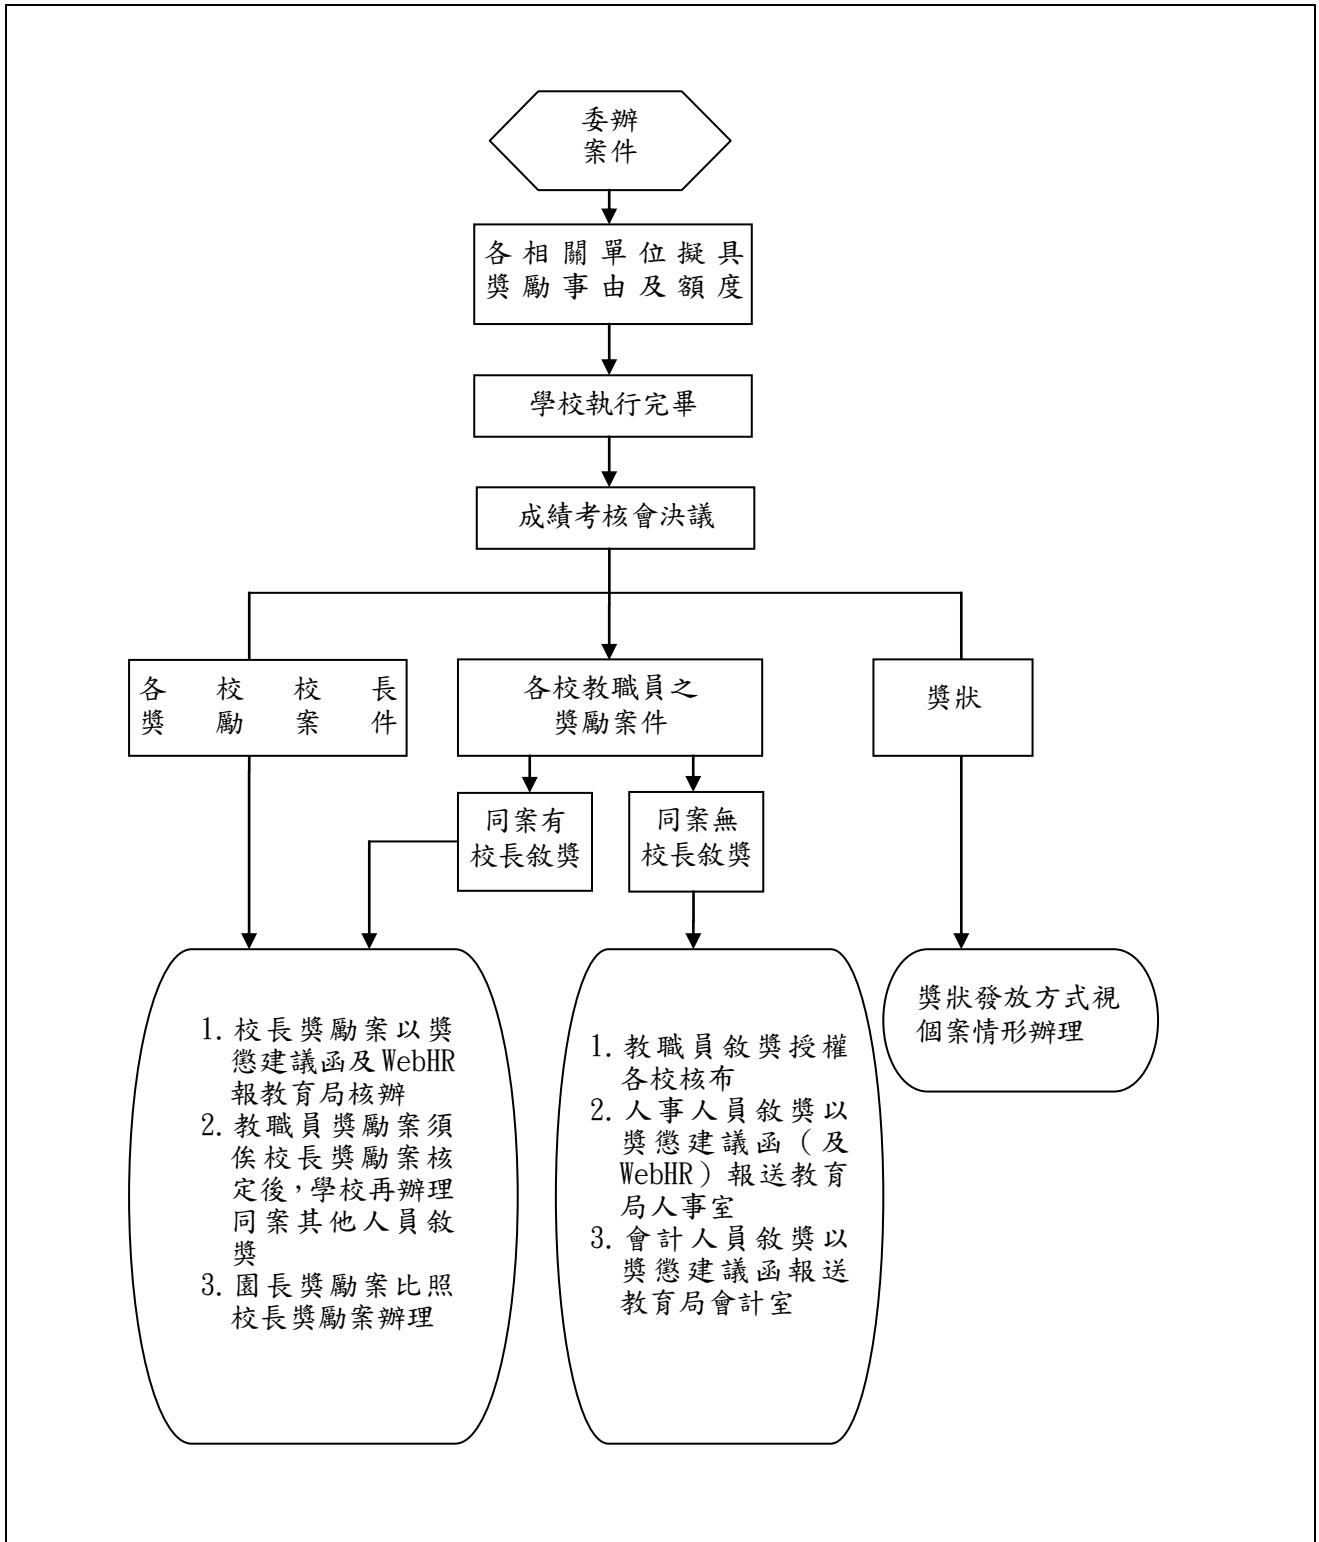 委辦
案件
各相關單位擬具
獎勵事由及額度
學校執行完畢
成績考核會決議
各校校長
獎勵案件
各校教職員之
獎勵案件
獎狀
同案有
校長敘獎
同案無
校長敘獎
1. 校長獎勵案以獎
懲建議函及WebHR
報教育局核辦
2. 教職員獎勵案須
俟校長獎勵案核
定後，學校再辦理
同案其他人員敘
獎
3. 園長獎勵案比照
校長獎勵案辦理
1. 教職員敘獎授權
各校核布
2. 人事人員敘獎以
獎懲建議函（及
WebHR）報送教育
局人事室
3. 會計人員敘獎以
獎懲建議函報送
教育局會計室
獎狀發放方式視
個案情形辦理